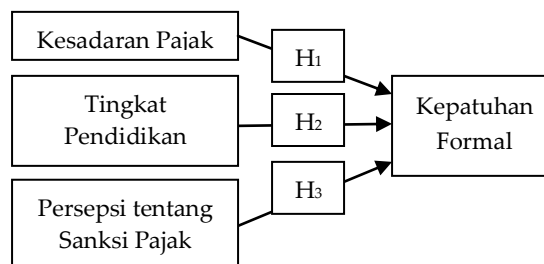 Kesadaran Pajak
H1
Tingkat
Pendidikan
H2
Kepatuhan
Formal
Persepsi tentang
Sanksi Pajak
H3